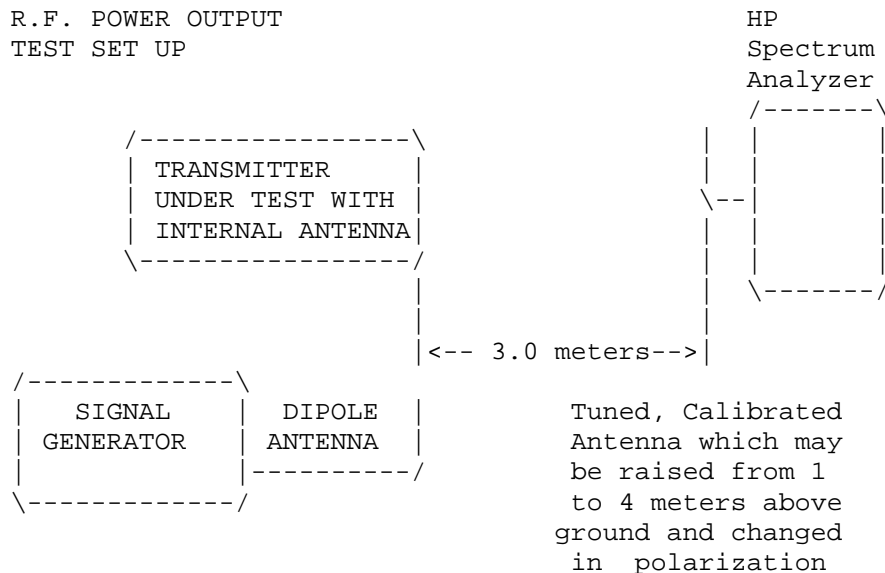 R.F. POWER OUTPUT
TEST SET UP
HP
Spectrum
Analyzer
TRANSMITTER
UNDER TEST WITH
INTERNAL ANTENNA
<-- 3.0 meters-->
SIGNAL
GENERATOR
DIPOLE
ANTENNA
Tuned, Calibrated
Antenna which may
be raised from 1
to 4 meters above
ground and changed
in polarization